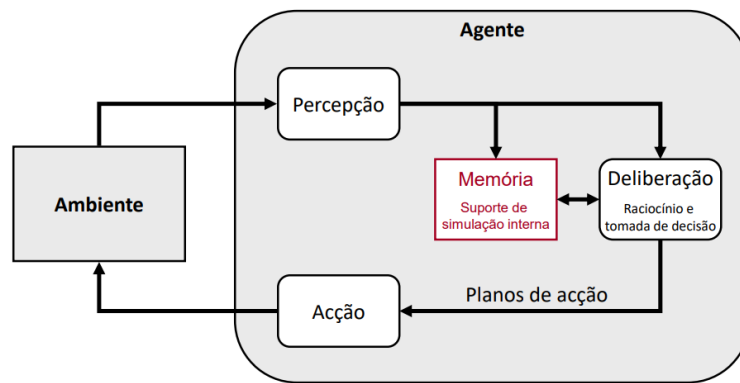 Agente
Percepção
Memória
Suporte de
simulação interna
Deliberação
Raciocínio e
tomada de decisão
Ambiente
Planos de acção
Acção